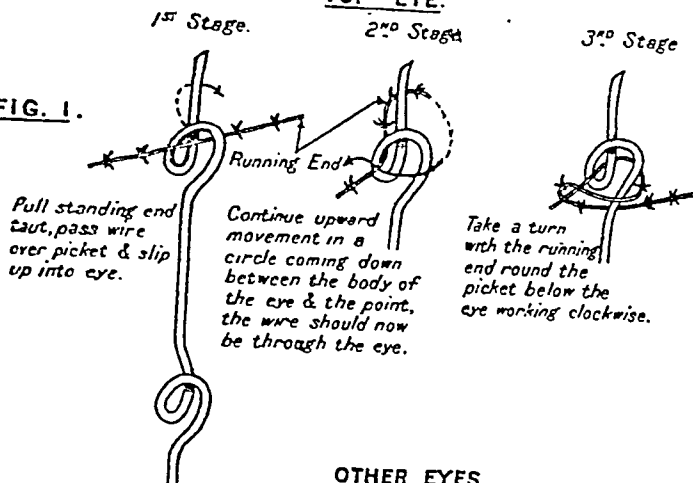 TOP EYE.
1ST Stage.
2ND Stage
3RD Stage
FIG. 1.
Running End
Pull standing end
taut, pass wire
over picket & slip
up into eye.
Continue upward
movement in a
circle coming down
between the body of
the eye & the point,
the wire should now
be through the eye.
Take a turn
with the running
end round the
picket below the
eye working clockwise.
OTHER EYES